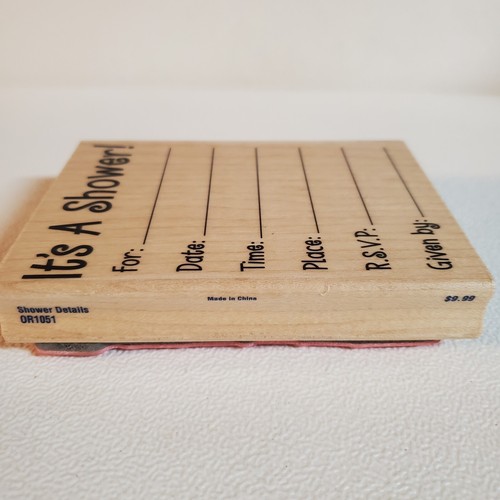 It's A Shower!
For:
Date:
Time:
Place:
R.S.V.P.:
Given by:
Shower Details
OR1051
Made in China
$9.99